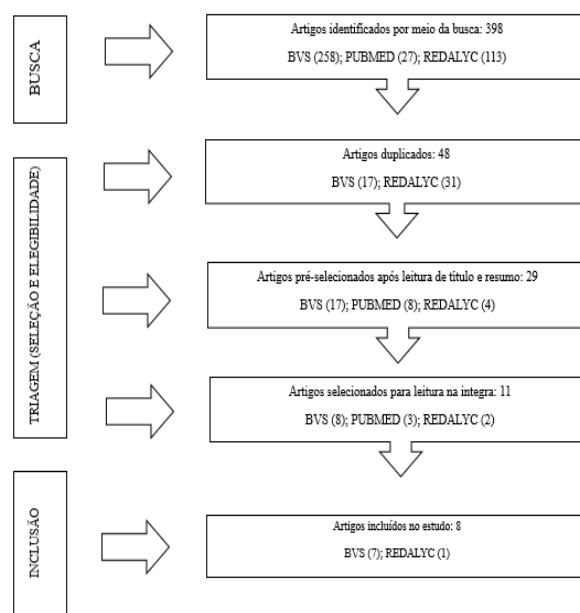 BUSCA
Artigos identificados por meio da busca: 398
BVS (258); PUBMED (27); REDALYC (113)
TRIAGEM (SELEÇÃO E ELEGIBILIDADE)
Artigos duplicados: 48
BVS (17); REDALYC (31)
Artigos pré-selecionados após leitura de título e resumo: 29
BVS (17); PUBMED (8); REDALYC (4)
Artigos selecionados para leitura na integra: 11
BVS (8); PUBMED (3); REDALYC (2)
INCLUSÃO
Artigos incluídos no estudo: 8
BVS (7); REDALYC (1)